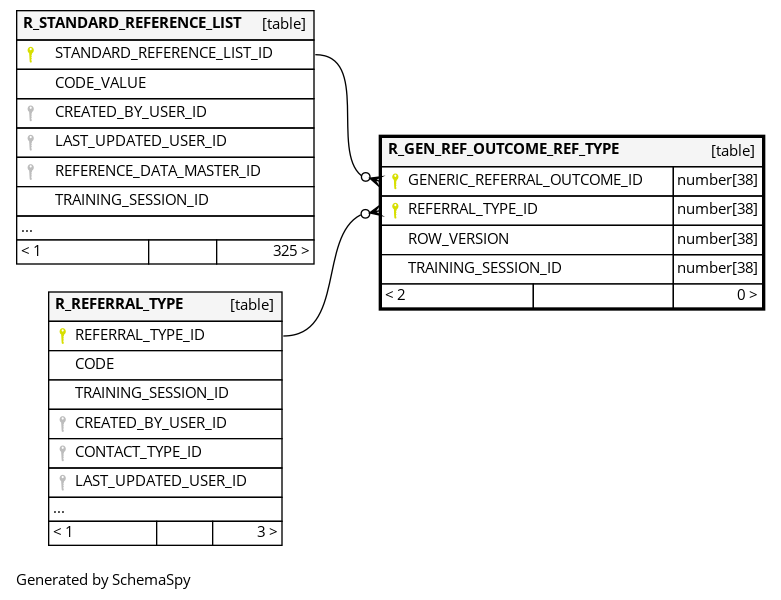 R_STANDARD_REFERENCE_LIST [table]
STANDARD_REFERENCE_LIST_ID
CODE_VALUE
CREATED_BY_USER_ID
LAST_UPDATED_USER_ID
REFERENCE_DATA_MASTER_ID
TRAINING_SESSION_ID
...
< 1 325 >
R_GEN_REF_OUTCOME_REF_TYPE [table]
GENERIC_REFERRAL_OUTCOME_ID number[38]
REFERRAL_TYPE_ID number[38]
ROW_VERSION number[38]
TRAINING_SESSION_ID number[38]
< 2 0 >
R_REFERRAL_TYPE [table]
REFERRAL_TYPE_ID
CODE
TRAINING_SESSION_ID
CREATED_BY_USER_ID
CONTACT_TYPE_ID
LAST_UPDATED_USER_ID
...
< 1 3 >
Generated by SchemaSpy